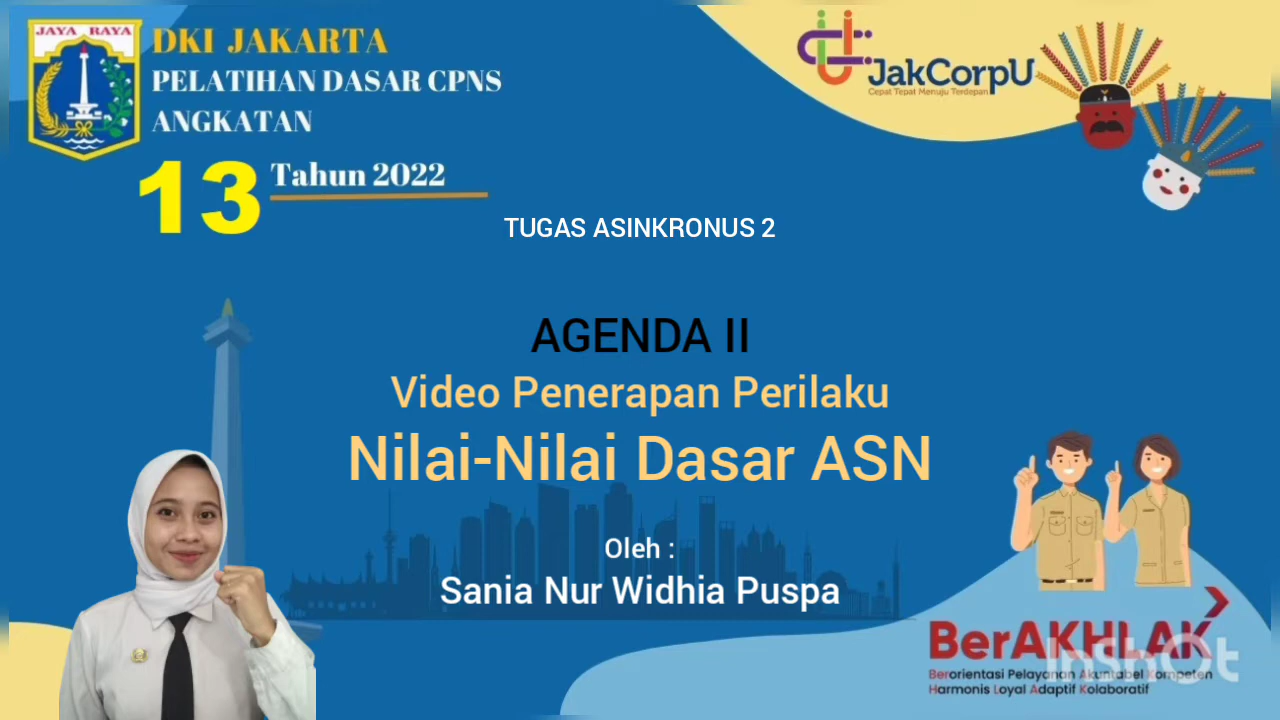 JAYA RAYA
DKI JAKARTA
PELATIHAN DASAR CPNS
ANGKATAN
13 Tahun 2022
JakCorpU
Cepat Tepat Menuju Terdepan
TUGAS ASINKRONUS 2
AGENDA II
Video Penerapan Perilaku
Nilai-Nilai Dasar ASN
Oleh :
Sania Nur Widhia Puspa
BerAKHLAK
InShOt
Berorientasi Pelayanan Akuntabel Kompeten
Harmonis Loyal Adaptif Kolaboratif